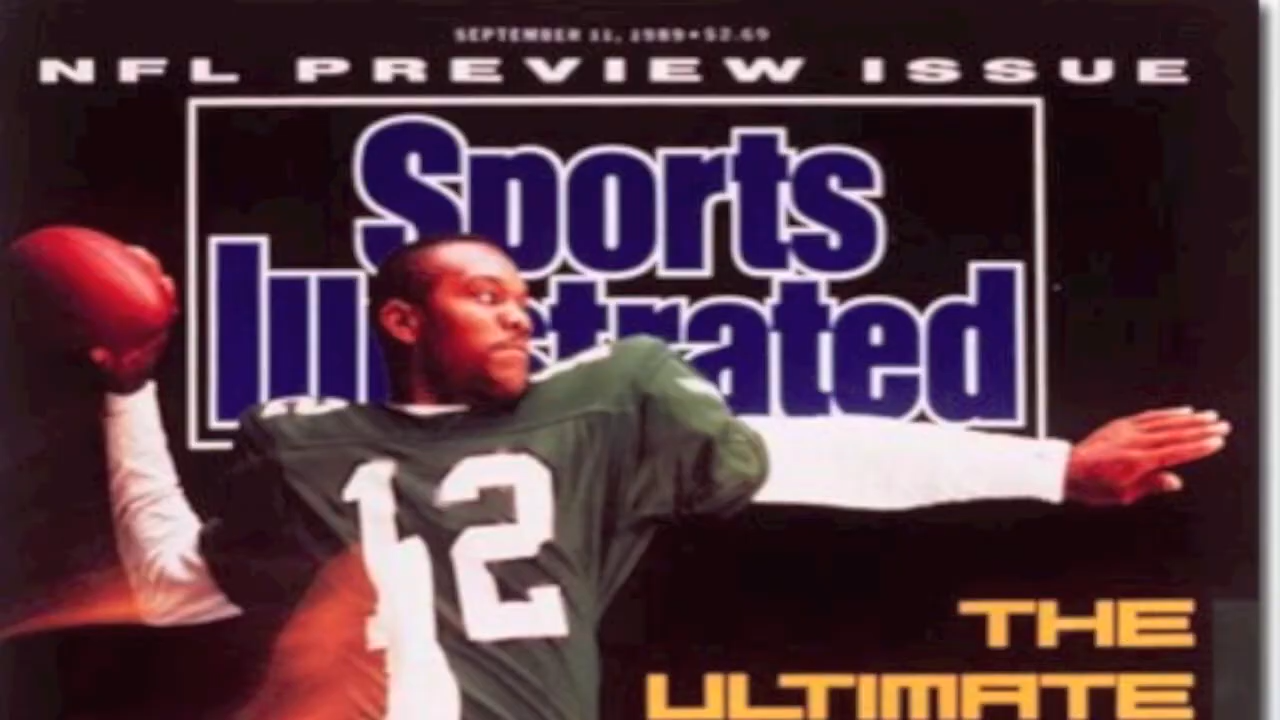 SEPTEMBER 11, 1989 • $2.69
NFL PREVIEW ISSUE
Sports
Illustrated
12
THE
ULTIMATE